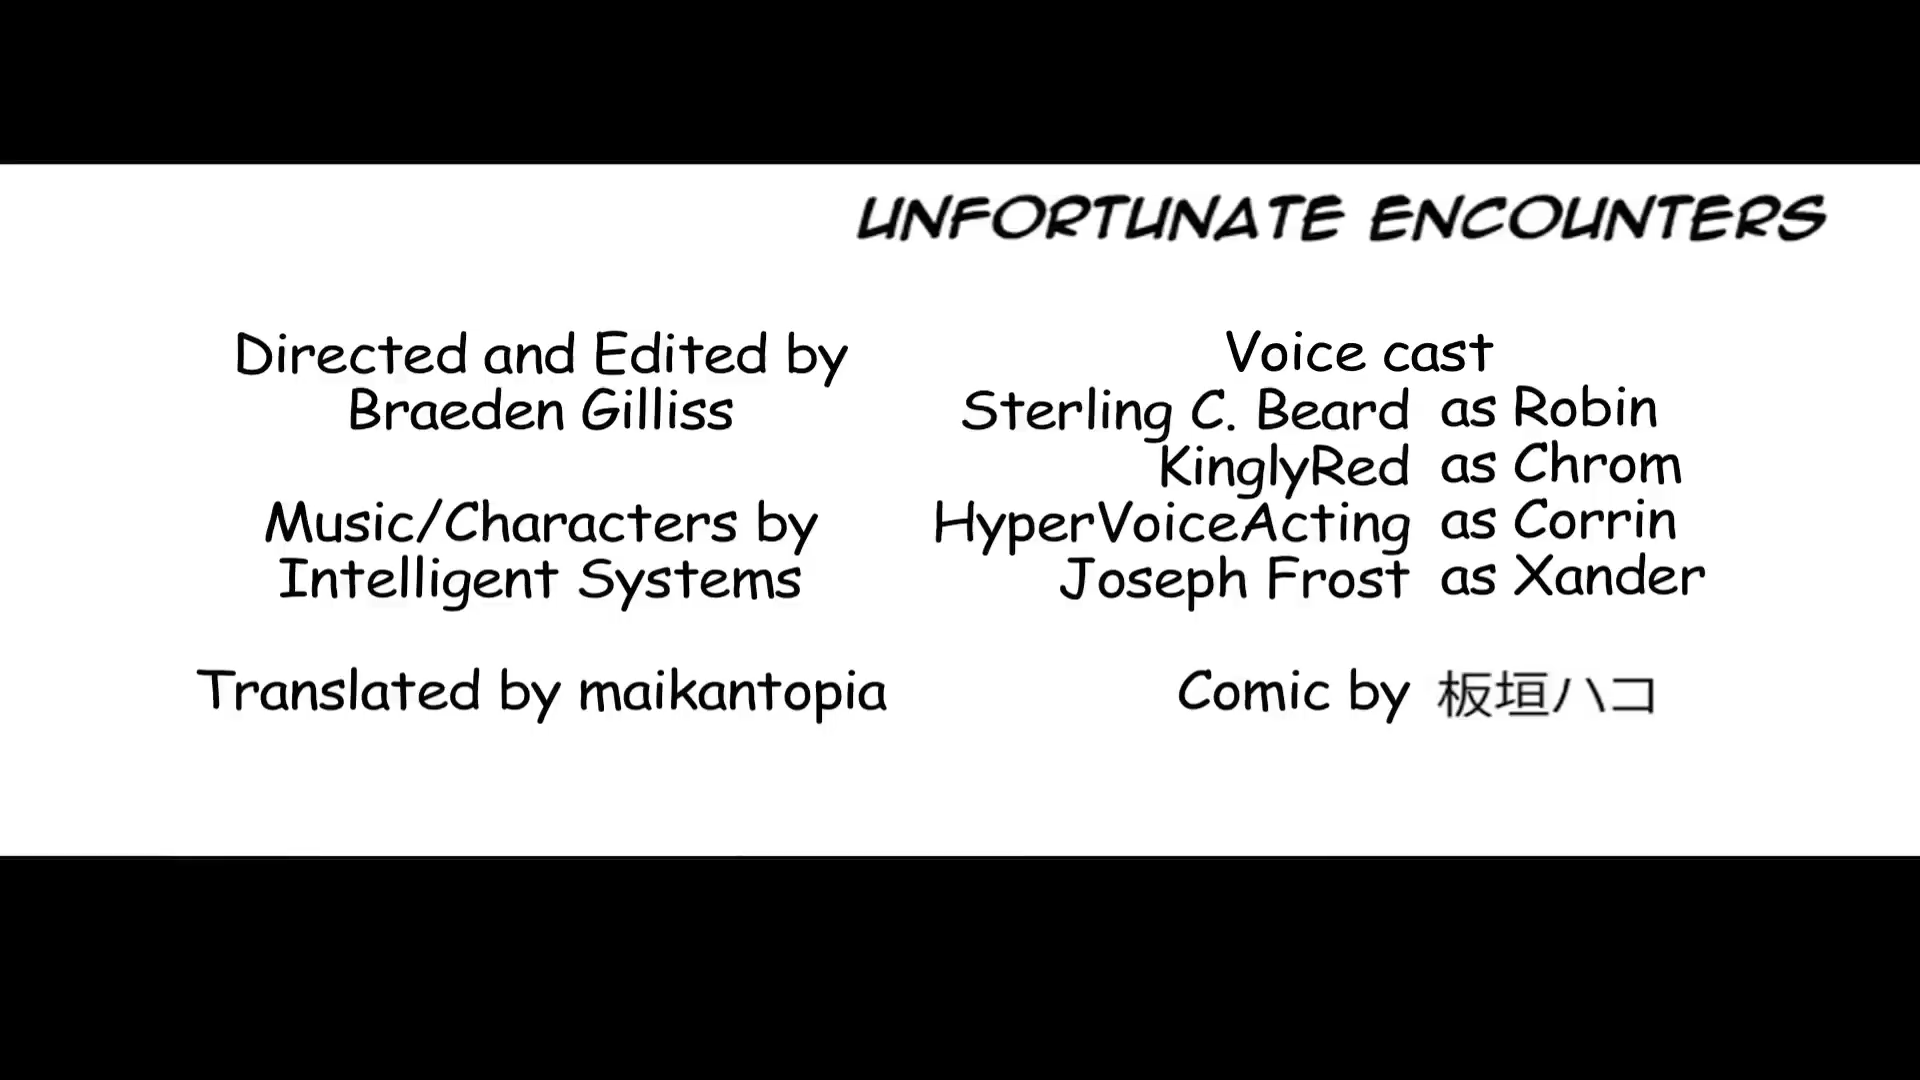 UNFORTUNATE ENCOUNTERS
Directed and Edited by
Braeden Gilliss
Music/Characters by
Intelligent Systems
Translated by maikantopia
Voice cast
Sterling C. Beard as Robin
KinglyRed as Chrom
HyperVoiceActing as Corrin
Joseph Frost as Xander
Comic by 板垣ハコ